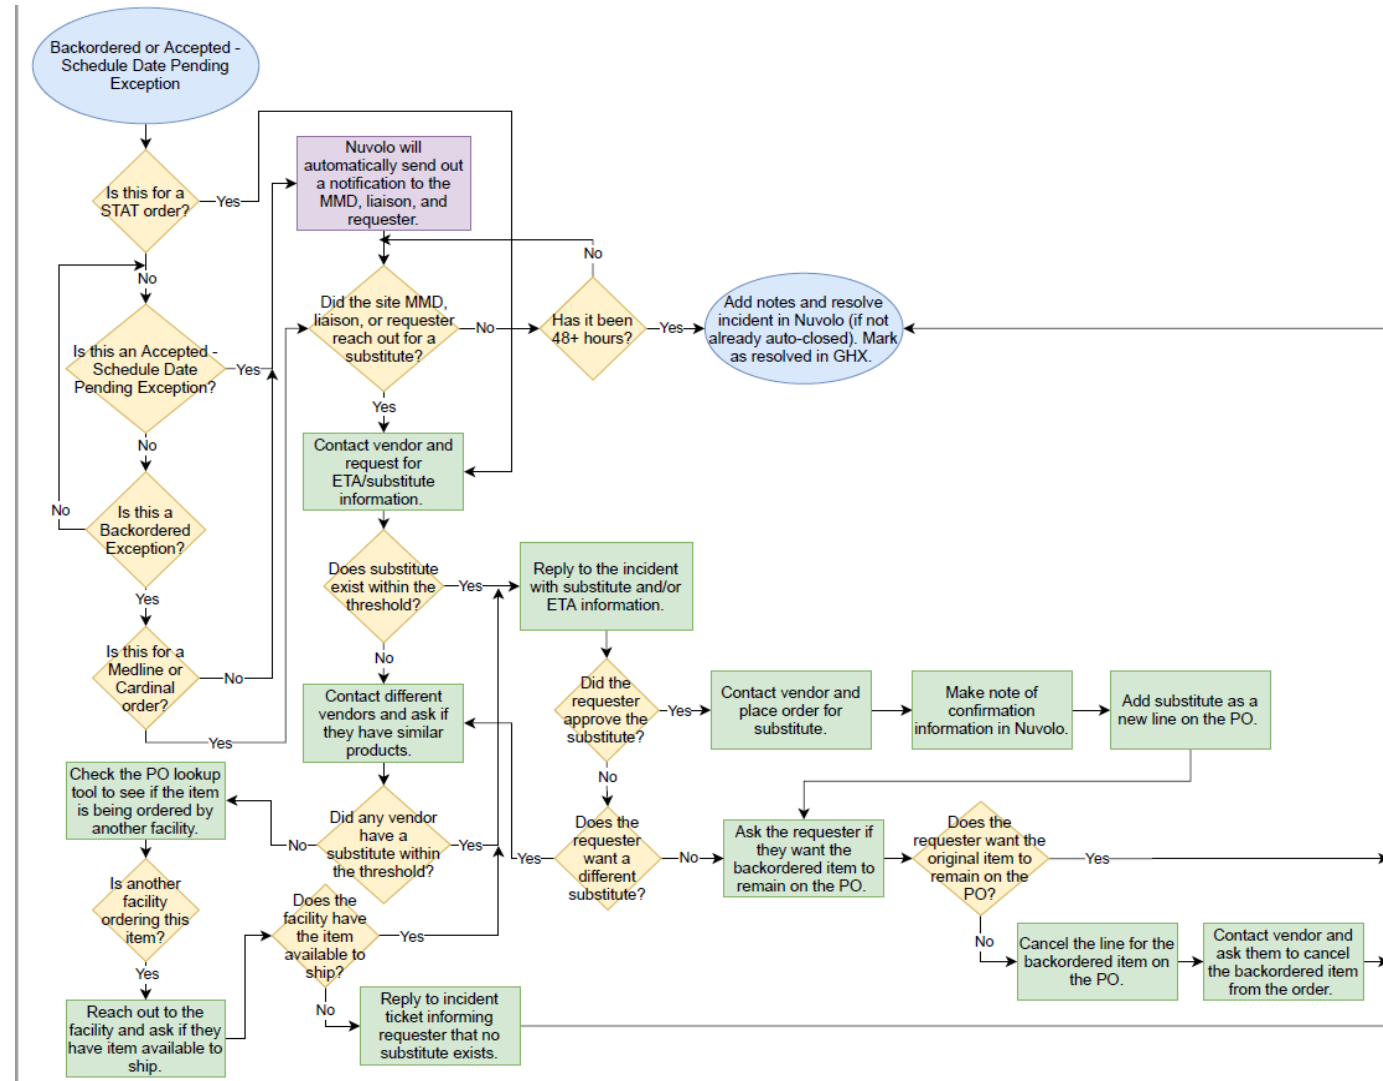 Backordered or Accepted -
Schedule Date Pending
Exception
Is this for a
STAT order?
Yes
No
Nuvolo will
automatically send out
a notification to the
MMD, liaison, and
requester.
Is this an Accepted -
Schedule Date
Pending Exception?
Yes
No
Did the site MMD,
liaison, or requester
reach out for a
substitute?
No
Yes
Has it been
48+ hours?
No
Yes
Add notes and resolve
incident in Nuvolo (if not
already auto-closed). Mark
as resolved in GHX.
Is this a
Backordered
Exception?
No
Yes
Contact vendor and
request for
ETA/substitute
information.
Is this for a
Medline or
Cardinal
order?
No
Yes
Does substitute
exist within the
threshold?
Yes
No
Reply to the incident
with substitute and/or
ETA information.
Contact different
vendors and ask if
they have similar
products.
Did the
requester
approve the
substitute?
Yes
No
Contact vendor and
place order for
substitute.
Make note of
confirmation
information in Nuvolo.
Add substitute as a
new line on the PO.
Did any vendor
have a
substitute within
the threshold?
No
Yes
Check the PO lookup
tool to see if the item
is being ordered by
another facility.
Is another
facility
ordering this
item?
Yes
Reach out to the
facility and ask if they
have item available to
ship.
Does the
facility have
the item
available to
ship?
Yes
No
Reply to incident
ticket informing
requester that no
substitute exists.
Does the
requester
want a
different
substitute?
Yes
No
Ask the requester if
they want the
backordered item to
remain on the PO.
Does the
requester want the
original item to
remain on the
PO?
Yes
No
Cancel the line for the
backordered item on
the PO.
Contact vendor and
ask them to cancel
the backordered item
from the order.